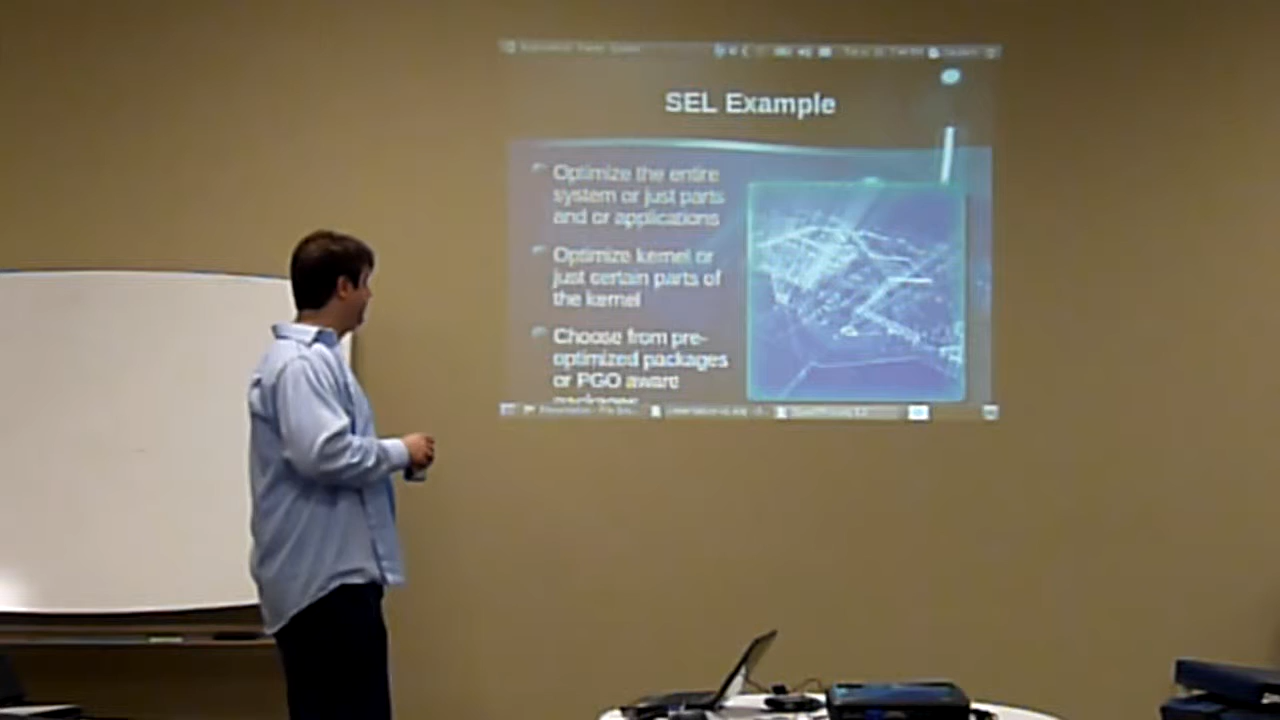 SEL Example
Optimize the entire
system or just parts
and or applications
Optimize kernel or
just certain parts of
the kernel
Choose from pre-
optimized packages
or PGO aware
packages